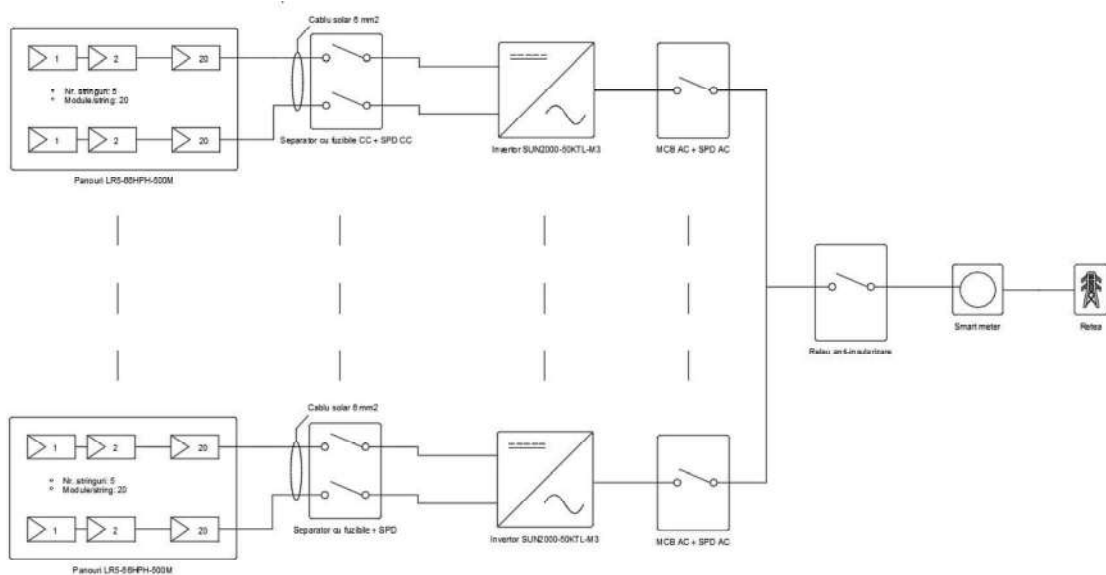 Cablu solar 6 mm2
1 2 20
Nr. stringuri: 5
Module/string: 20
1 2 20
Panouri LR5-66HPH-500M
Separator cu fuzibile CC + SPD CC
Invertor SUN2000-50KTL-M3
MCB AC + SPD AC
Releu anti-insularizare
Smart meter
Retea
Cablu solar 6 mm2
1 2 20
Nr. stringuri: 5
Module/string: 20
1 2 20
Panouri LR5-66HPH-500M
Separator cu fuzibile + SPD
Invertor SUN2000-50KTL-M3
MCB AC + SPD AC